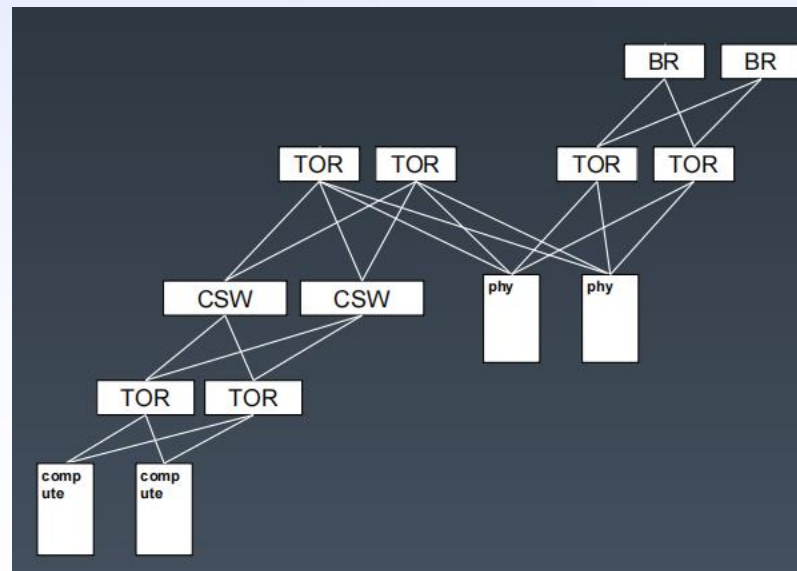 BR BR
TOR TOR TOR TOR
CSW CSW
phy phy
TOR TOR
comp
ute
comp
ute